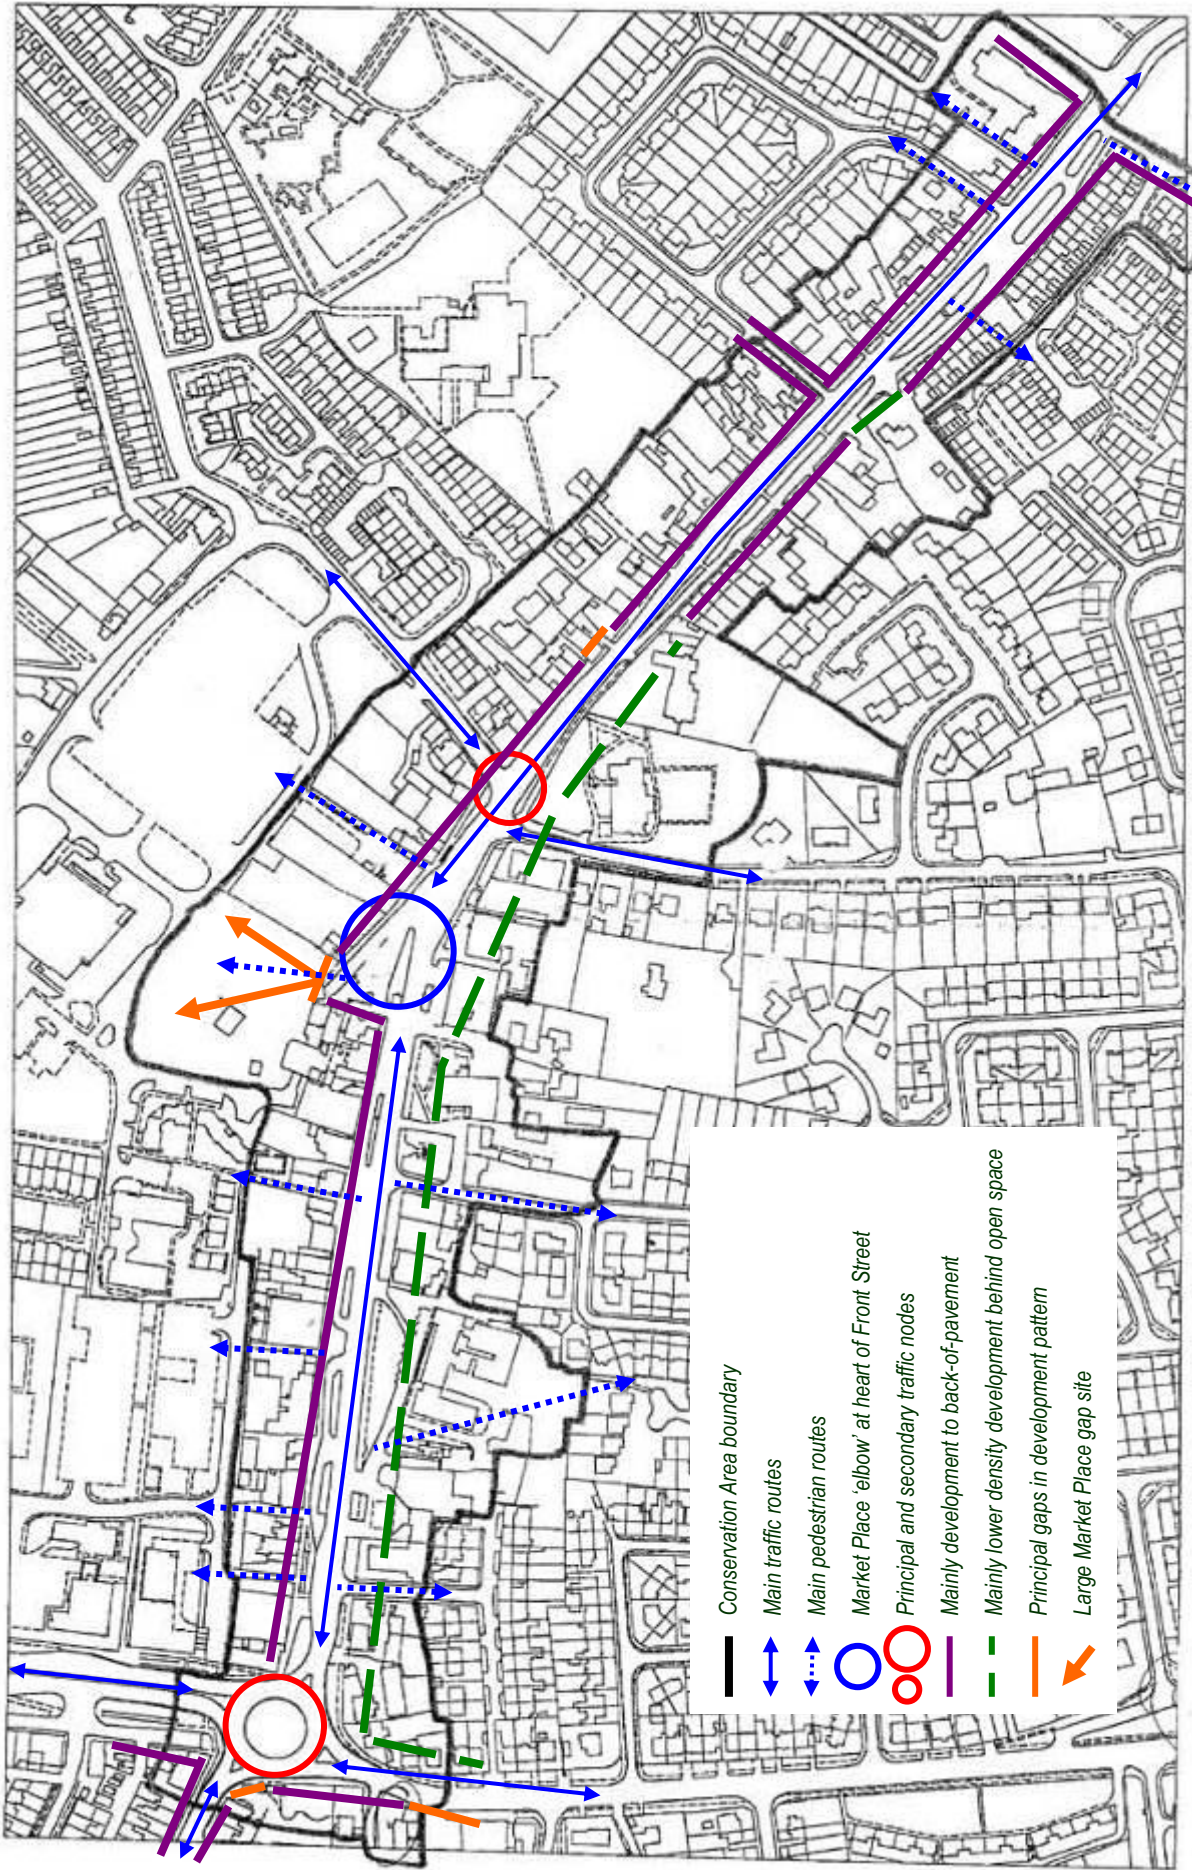 Conservation Area boundary
Main traffic routes
Main pedestrian routes
Market Place ‘elbow’ at heart of Front Street
Principal and secondary traffic nodes
Mainly development to back-of-pavement
Mainly lower density development behind open space
Principal gaps in development pattern
Large Market Place gap site